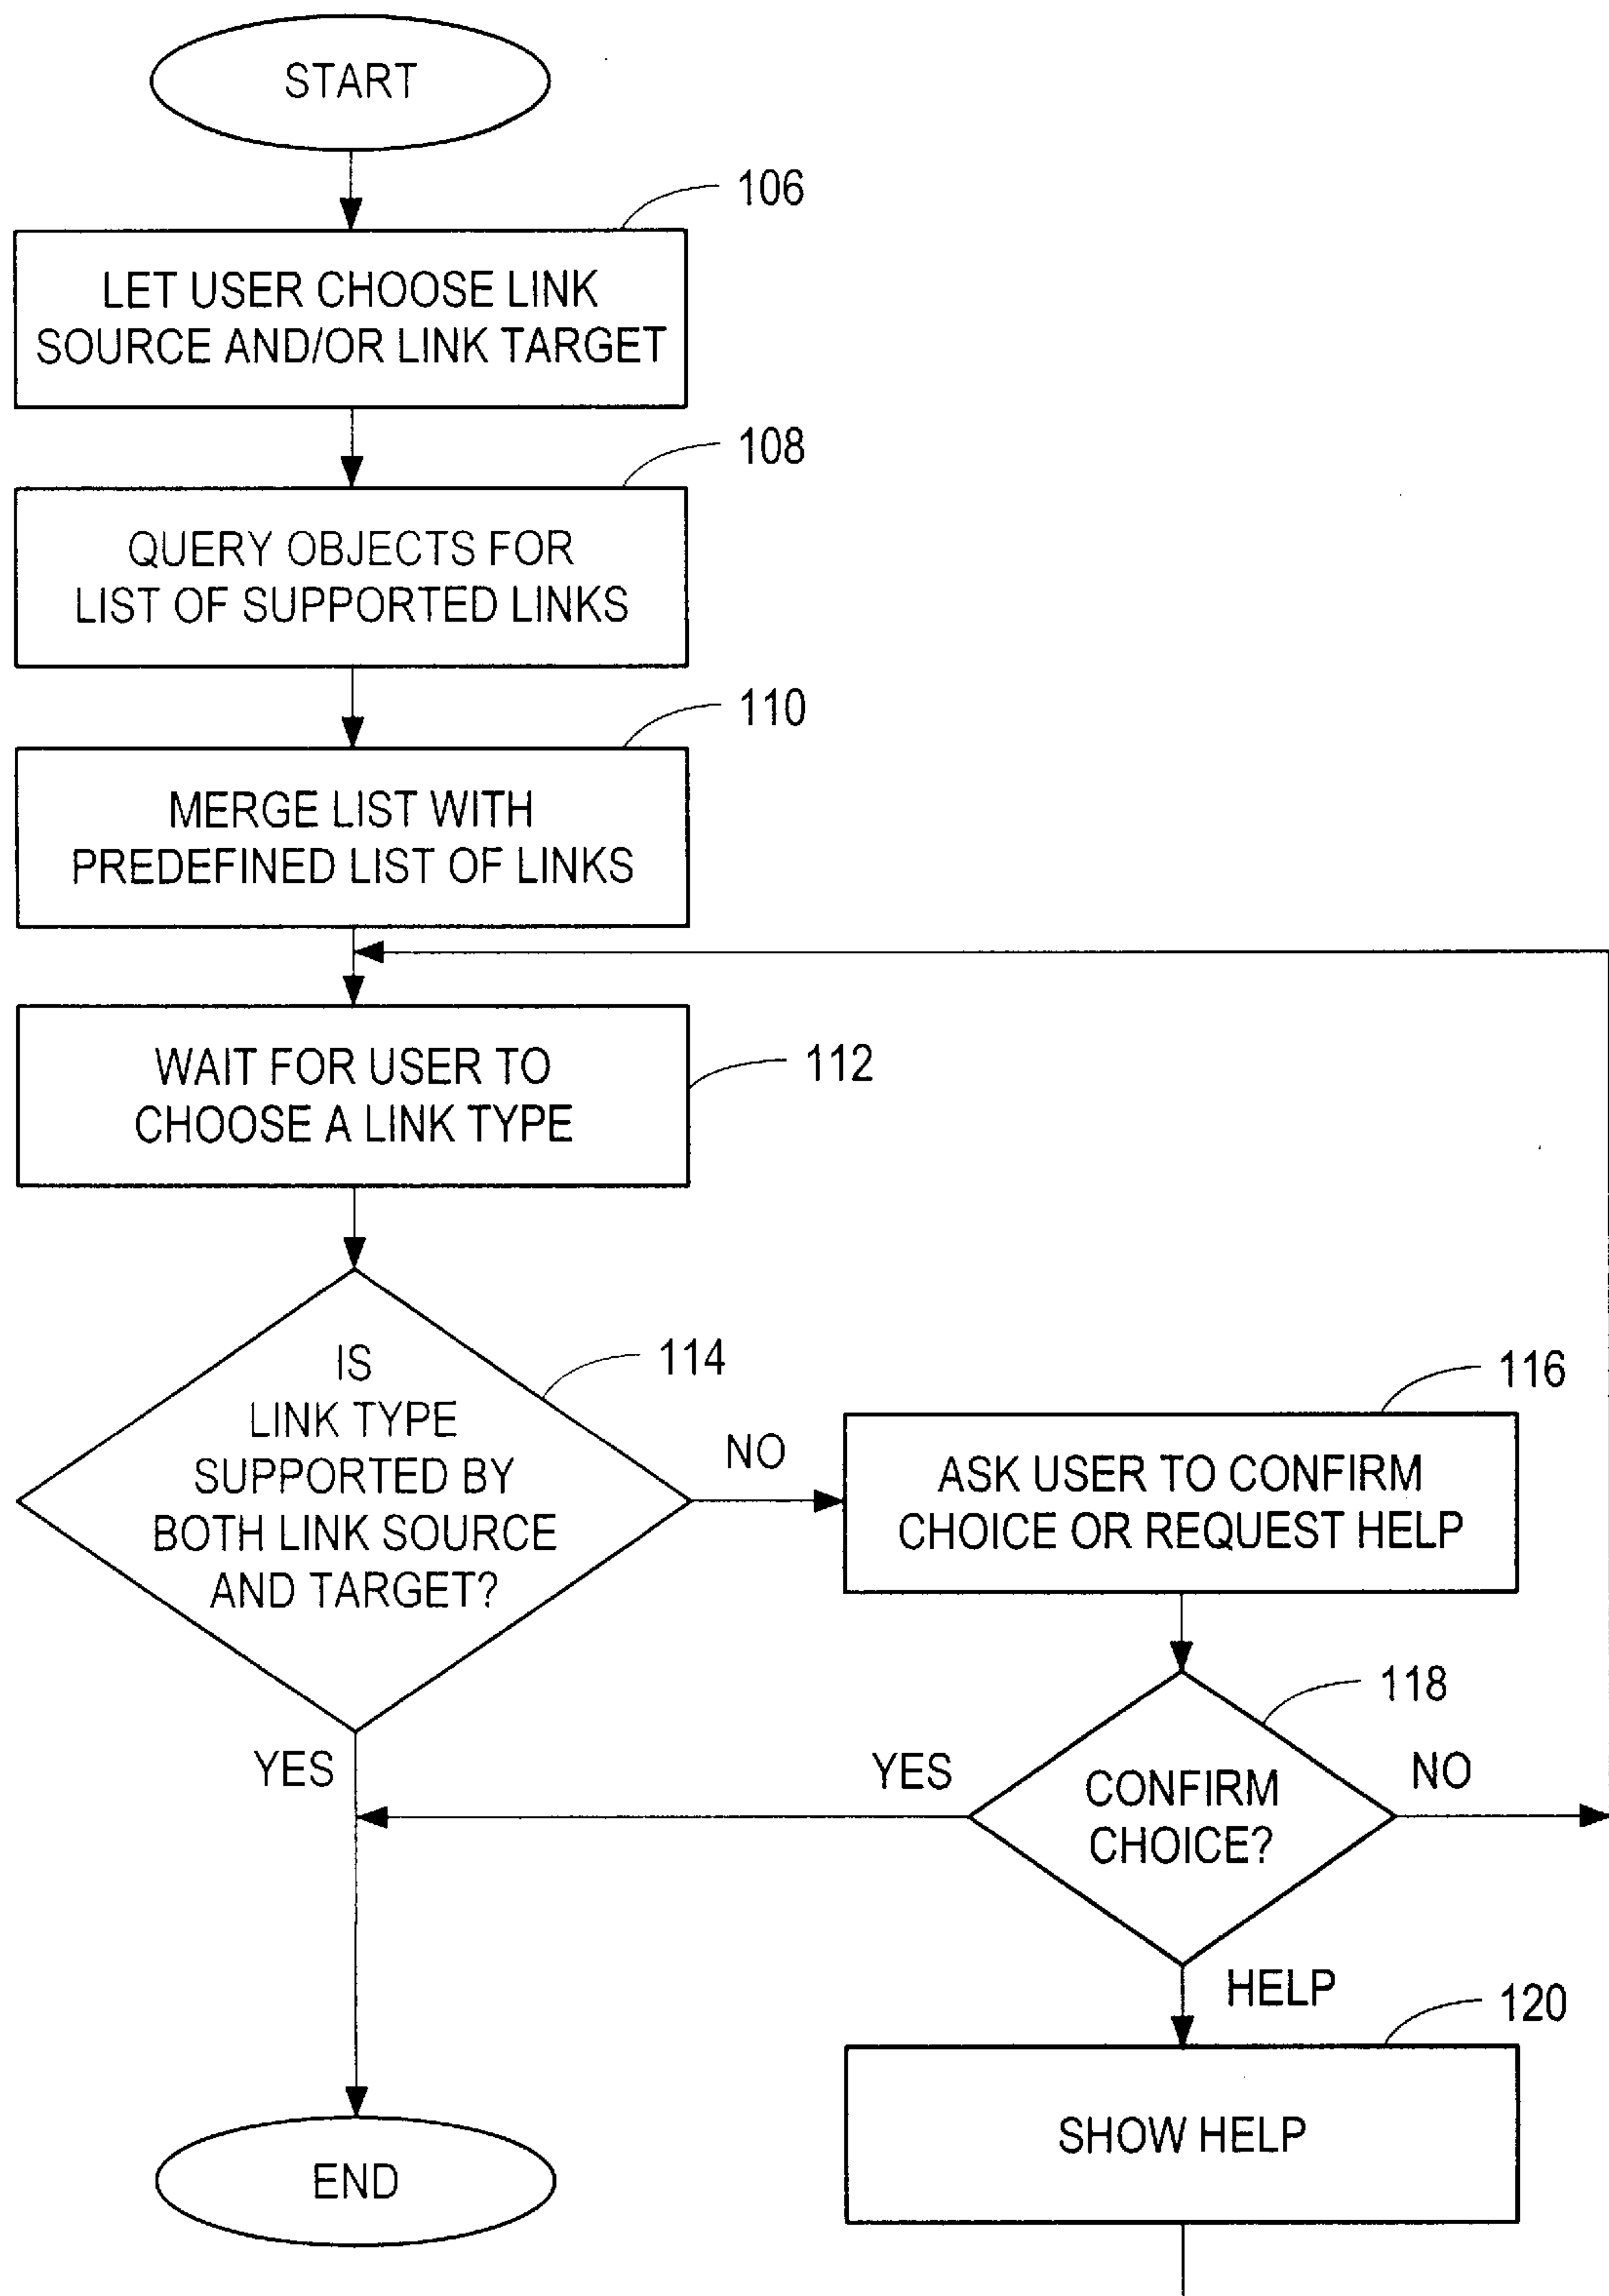 START
106
LET USER CHOOSE LINK
SOURCE AND/OR LINK TARGET
108
QUERY OBJECTS FOR
LIST OF SUPPORTED LINKS
110
MERGE LIST WITH
PREDEFINED LIST OF LINKS
WAIT FOR USER TO
CHOOSE A LINK TYPE
112
IS
LINK TYPE
SUPPORTED BY
BOTH LINK SOURCE
AND TARGET?
114
NO
YES
116
ASK USER TO CONFIRM
CHOICE OR REQUEST HELP
118
CONFIRM
CHOICE?
YES
NO
HELP
120
SHOW HELP
END